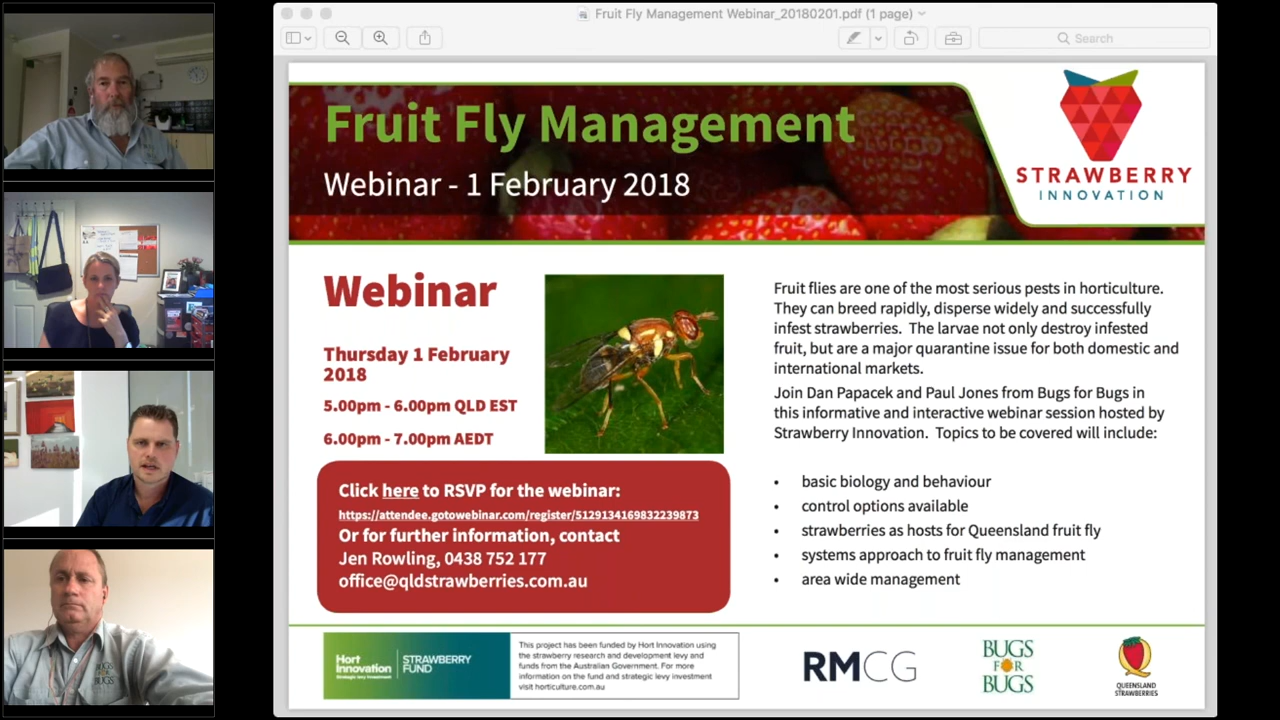 Fruit Fly Management Webinar_20180201.pdf (1 page)
Search
Fruit Fly Management
Webinar - 1 February 2018
STRAWBERRY
INNOVATION
Webinar
Thursday 1 February
2018
5.00pm - 6.00pm QLD EST
6.00pm - 7.00pm AEDT
Click here to RSVP for the webinar:
https://attendee.gotowebinar.com/register/5129134169832239873
Or for further information, contact
Jen Rowling, 0438 752 177
office@qldstrawberries.com.au
Fruit flies are one of the most serious pests in horticulture.
They can breed rapidly, disperse widely and successfully
infest strawberries. The larvae not only destroy infested
fruit, but are a major quarantine issue for both domestic and
international markets.
Join Dan Papacek and Paul Jones from Bugs for Bugs in
this informative and interactive webinar session hosted by
Strawberry Innovation. Topics to be covered will include:
• basic biology and behaviour
• control options available
• strawberries as hosts for Queensland fruit fly
• systems approach to fruit fly management
• area wide management
Hort
Innovation
Strategic levy investment
STRAWBERRY
FUND
This project has been funded by Hort Innovation using
the strawberry research and development levy and
funds from the Australian Government. For more
information on the fund and strategic levy investment
visit horticulture.com.au
RMCG
BUGS
FOR
BUGS
QUEENSLAND
STRAWBERRIES
BUGS
FOR
BUGS